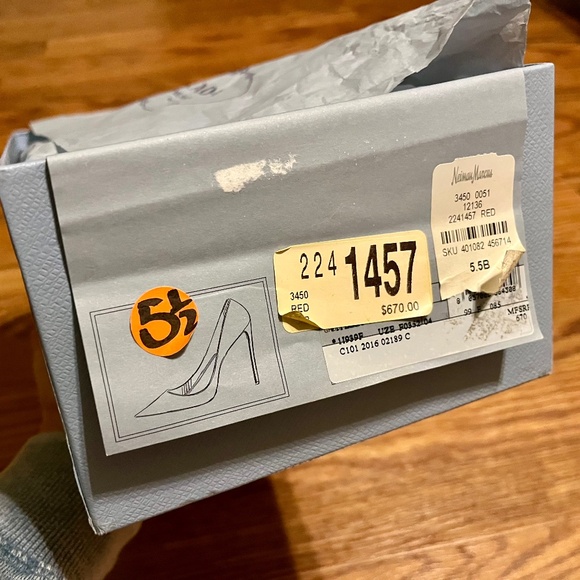 Neiman Marcus
3450 0051
12136
2241457 RED
SKU 401082 456714
5.5B
224 1457
3450
RED
$670.00
5½
C101 2016 02189 C
670